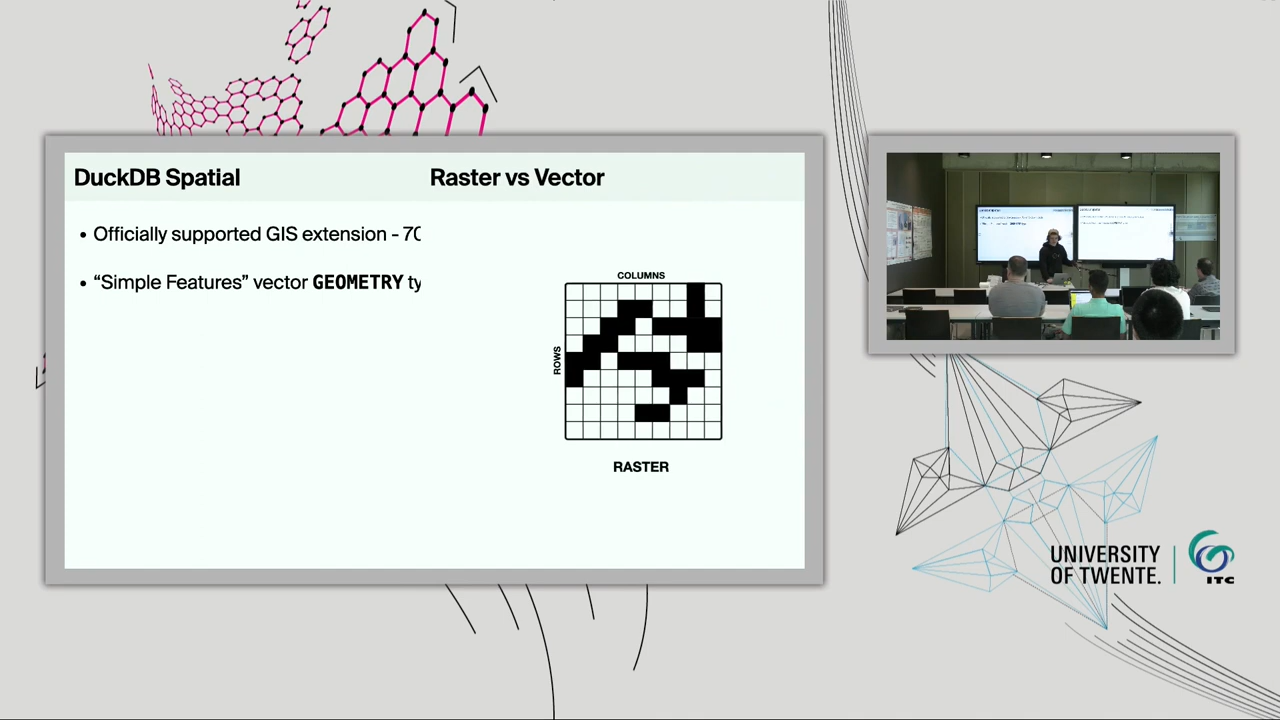 DuckDB Spatial
Raster vs Vector
• Officially supported GIS extension - 70
• “Simple Features” vector GEOMETRY ty
COLUMNS
ROWS
RASTER
UNIVERSITY
OF TWENTE.
ITC